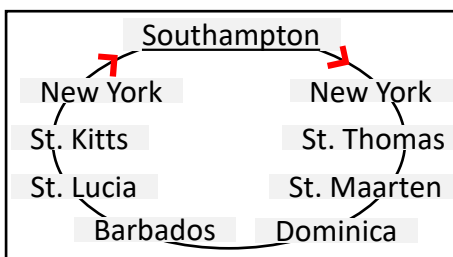 Southampton
New York New York
St. Kitts St. Thomas
St. Lucia St. Maarten
Barbados Dominica